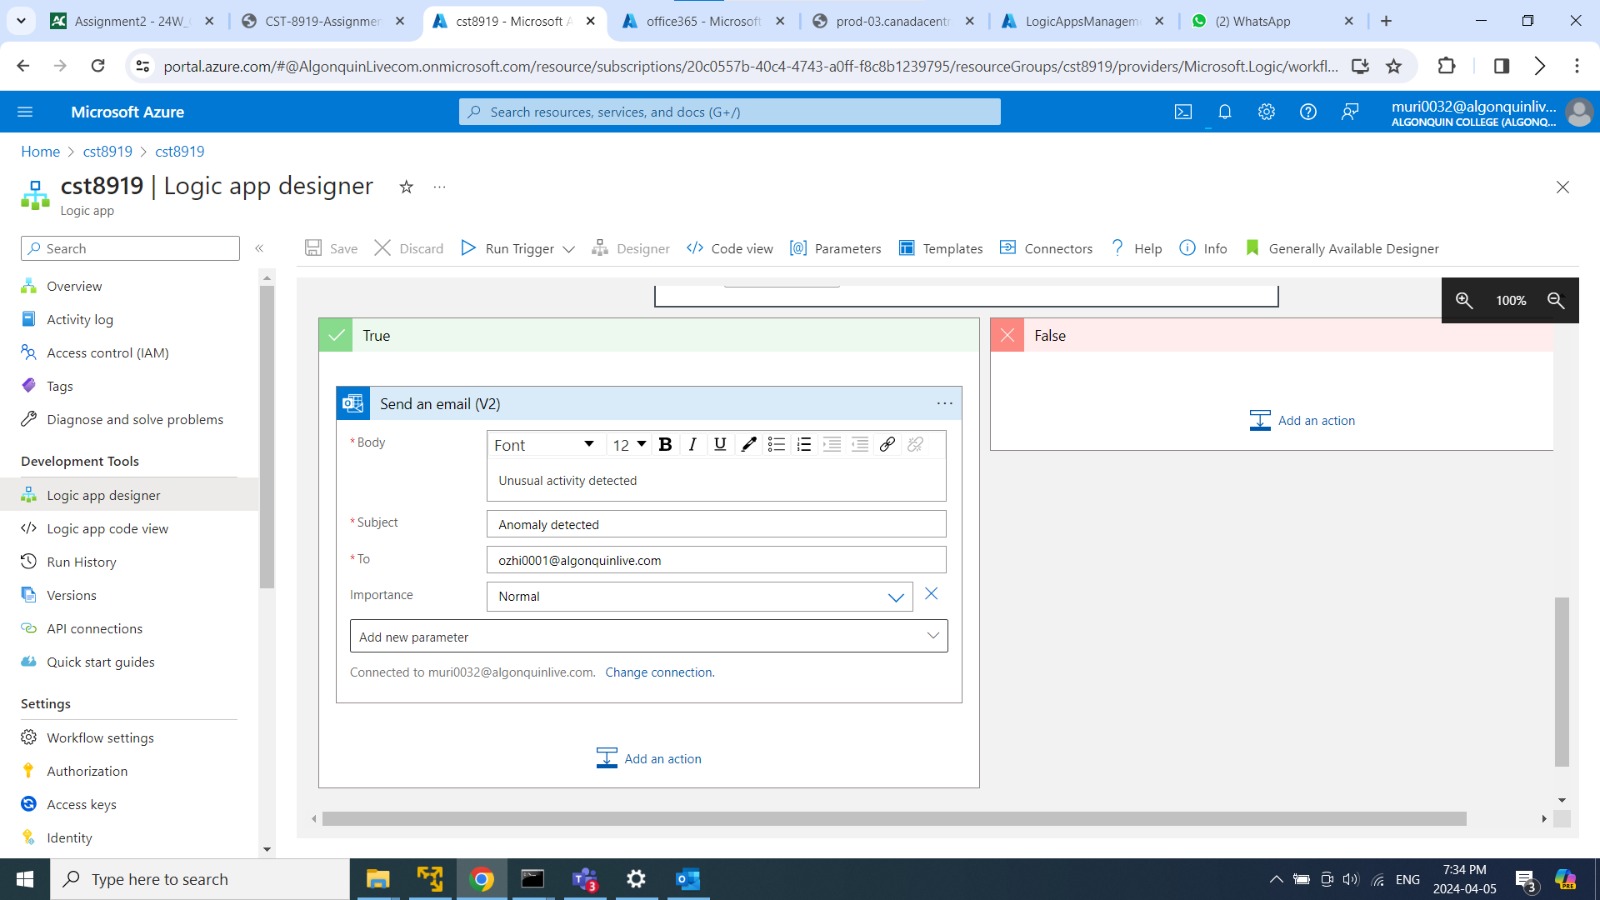 Assignment2 - 24W_
CST-8919-Assignmen
cst8919 - Microsoft A
office365 - Microsoft
prod-03.canadacentr
LogicAppsManagem
(2) WhatsApp
portal.azure.com/#@AlgonquinLivecom.onmicrosoft.com/resource/subscriptions/20c0557b-40c4-4743-a0ff-f8c8b1239795/resourceGroups/cst8919/providers/Microsoft.Logic/workfl...
Microsoft Azure
Search resources, services, and docs (G+/)
muri0032@algonquinliv...
ALGONQUIN COLLEGE (ALGONQ...
Home > cst8919 > cst8919
cst8919 | Logic app designer
Logic app
Search
Save Discard Run Trigger Designer Code view Parameters Templates Connectors Help Info Generally Available Designer
Overview
Activity log
Access control (IAM)
Tags
Diagnose and solve problems
Development Tools
Logic app designer
Logic app code view
Run History
Versions
API connections
Quick start guides
Settings
Workflow settings
Authorization
Access keys
Identity
100%
True
Send an email (V2)
* Body
Font 12 B I U
Unusual activity detected
* Subject
Anomaly detected
* To
ozhi0001@algonquinlive.com
Importance
Normal
Add new parameter
Connected to muri0032@algonquinlive.com. Change connection.
Add an action
False
Add an action
Type here to search
3
ENG
7:34 PM
2024-04-05
3
PRE